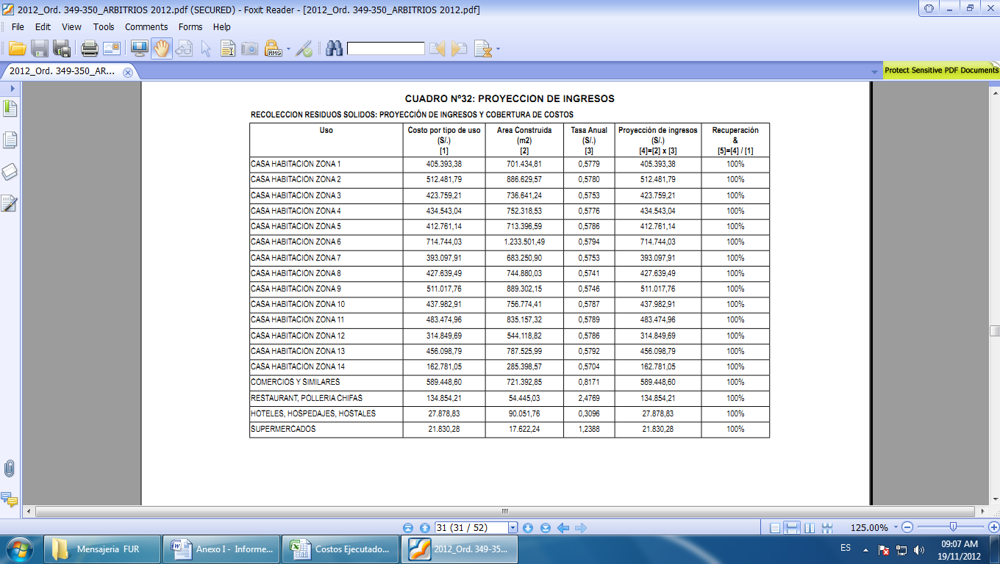 2012_Ord. 349-350_ARBITRIOS 2012.pdf (SECURED) - Foxit Reader - [2012_Ord. 349-350_ARBITRIOS 2012.pdf]
File Edit View Tools Comments Forms Help
RMS
2012_Ord. 349-350_AR... Protect Sensitive PDF Documents
CUADRO Nº32: PROYECCION DE INGRESOS
RECOLECCION RESIDUOS SOLIDOS: PROYECCIÓN DE INGRESOS Y COBERTURA DE COSTOS
Uso Costo por tipo de uso Area Construida Tasa Anual Proyección de ingresos Recuperación
(S/.) (m2) (S/.) (S/.) &
[1] [2] [3] [4]=[2] x [3] [5]=[4] / [1]
CASA HABITACIÓN ZONA 1 405.393,38 701.434,81 0,5779 405.393,38 100%
CASA HABITACIÓN ZONA 2 512.481,79 886.629,57 0,5780 512.481,79 100%
CASA HABITACIÓN ZONA 3 423.759,21 736.641,24 0,5753 423.759,21 100%
CASA HABITACIÓN ZONA 4 434.543,04 752.318,53 0,5776 434.543,04 100%
CASA HABITACIÓN ZONA 5 412.761,14 713.396,59 0,5786 412.761,14 100%
CASA HABITACIÓN ZONA 6 714.744,03 1.233.501,49 0,5794 714.744,03 100%
CASA HABITACIÓN ZONA 7 393.097,91 683.250,90 0,5753 393.097,91 100%
CASA HABITACIÓN ZONA 8 427.639,49 744.880,03 0,5741 427.639,49 100%
CASA HABITACIÓN ZONA 9 511.017,76 889.302,15 0,5746 511.017,76 100%
CASA HABITACIÓN ZONA 10 437.982,91 756.774,41 0,5787 437.982,91 100%
CASA HABITACIÓN ZONA 11 483.474,96 835.157,32 0,5789 483.474,96 100%
CASA HABITACIÓN ZONA 12 314.849,69 544.118,82 0,5786 314.849,69 100%
CASA HABITACIÓN ZONA 13 456.098,79 787.525,99 0,5792 456.098,79 100%
CASA HABITACIÓN ZONA 14 162.781,05 285.398,57 0,5704 162.781,05 100%
COMERCIOS Y SIMILARES 589.448,60 721.392,85 0,8171 589.448,60 100%
RESTAURANT, POLLERIA CHIFAS 134.854,21 54.445,03 2,4769 134.854,21 100%
HOTELES, HOSPEDAJES, HOSTALES 27.878,83 90.051,76 0,3096 27.878,83 100%
SUPERMERCADOS 21.830,28 17.622,24 1,2388 21.830,28 100%
31 (31 / 52) 125.00%
Mensajeria FUR Anexo I - Informe... Costos Ejecutado... 2012_Ord. 349-35... ES 09:07 AM
19/11/2012